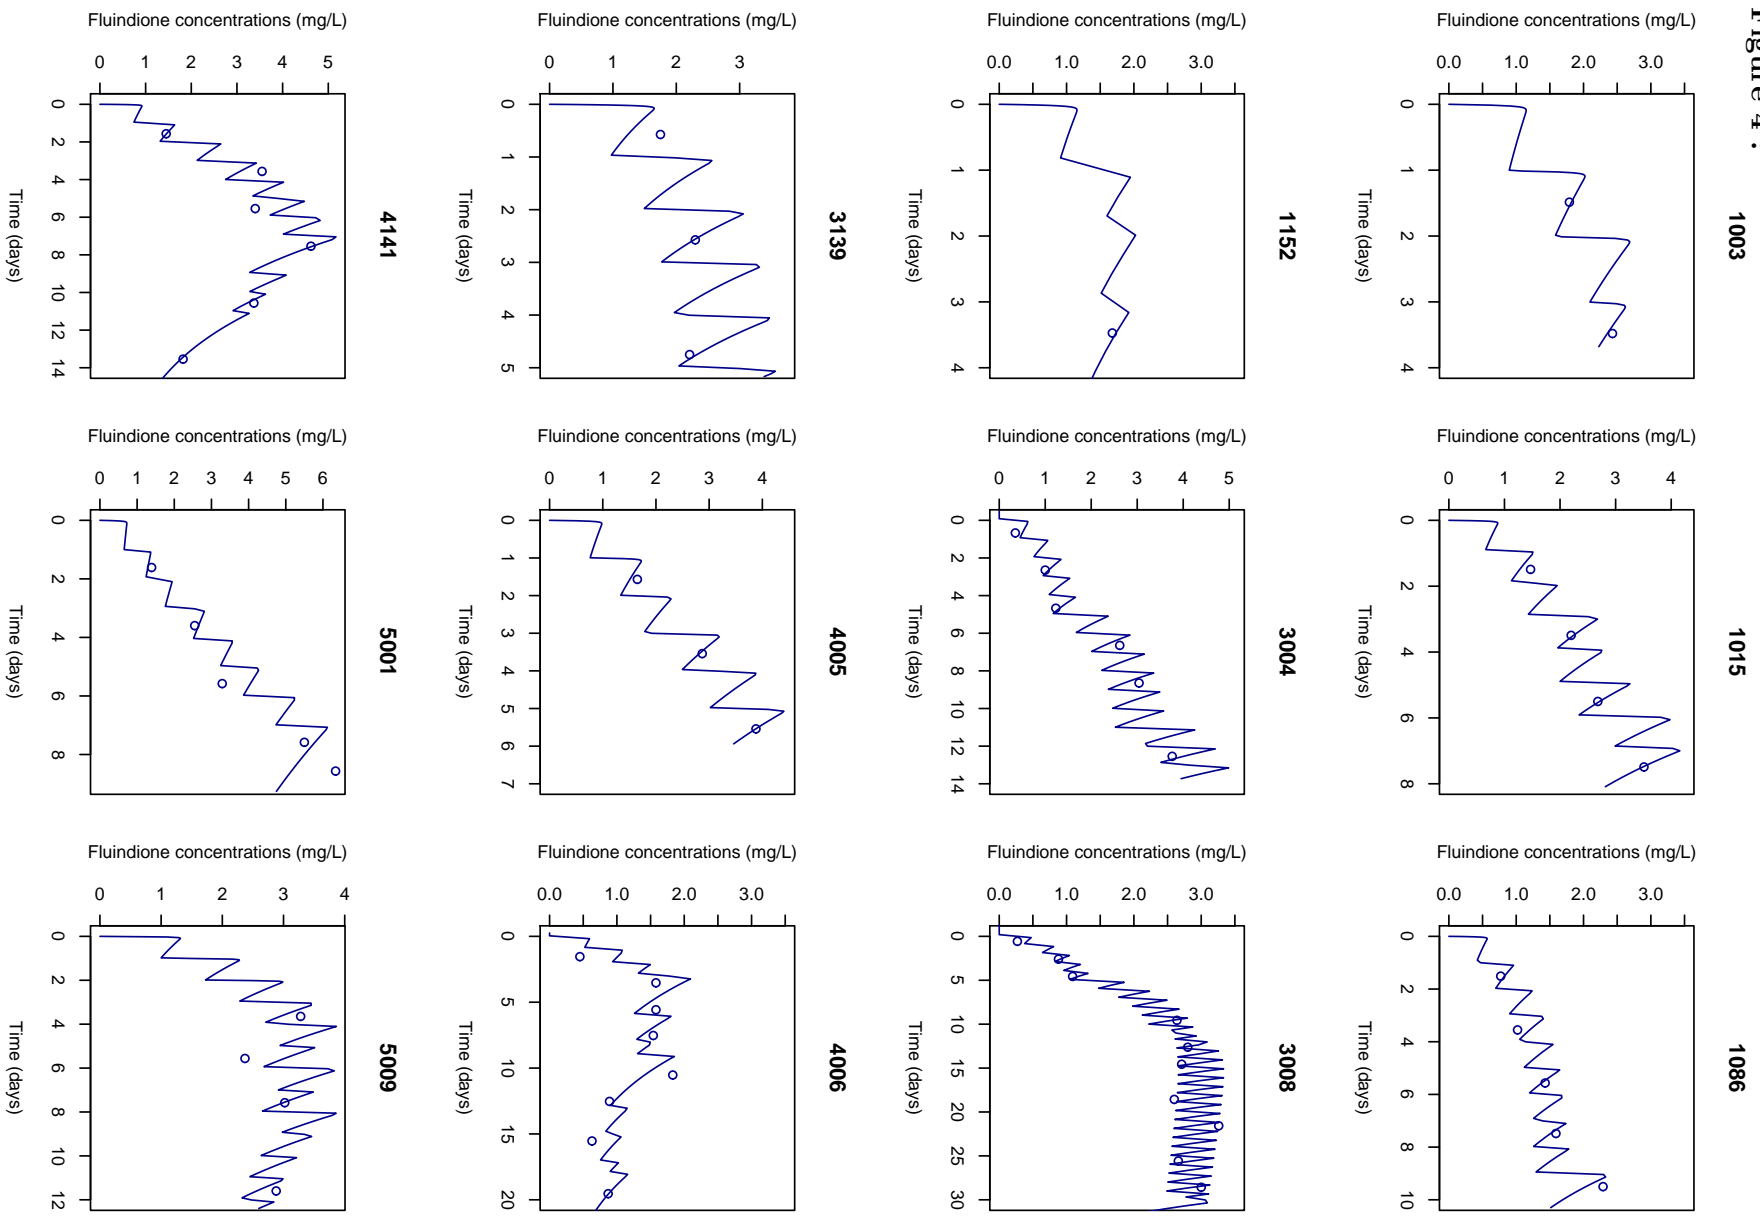 Figure 4 :
1003
Fluindione concentrations (mg/L)
0.0 1.0 2.0 3.0
0 1 2 3 4
Time (days)
1015
Fluindione concentrations (mg/L)
0 1 2 3 4
0 2 4 6 8
Time (days)
1086
Fluindione concentrations (mg/L)
0.0 1.0 2.0 3.0
0 2 4 6 8 10
Time (days)
1152
Fluindione concentrations (mg/L)
0.0 1.0 2.0 3.0
0 1 2 3 4
Time (days)
3004
Fluindione concentrations (mg/L)
0 1 2 3 4 5
0 2 4 6 8 10 12 14
Time (days)
3008
Fluindione concentrations (mg/L)
0.0 1.0 2.0 3.0
0 5 10 15 20 25 30
Time (days)
3139
Fluindione concentrations (mg/L)
0 1 2 3
0 1 2 3 4 5
Time (days)
4005
Fluindione concentrations (mg/L)
0 1 2 3 4
0 1 2 3 4 5 6 7
Time (days)
4006
Fluindione concentrations (mg/L)
0.0 1.0 2.0 3.0
0 5 10 15 20
Time (days)
4141
Fluindione concentrations (mg/L)
0 1 2 3 4 5
0 2 4 6 8 10 12 14
Time (days)
5001
Fluindione concentrations (mg/L)
0 1 2 3 4 5 6
0 2 4 6 8
Time (days)
5009
Fluindione concentrations (mg/L)
0 1 2 3 4
0 2 4 6 8 10 12
Time (days)